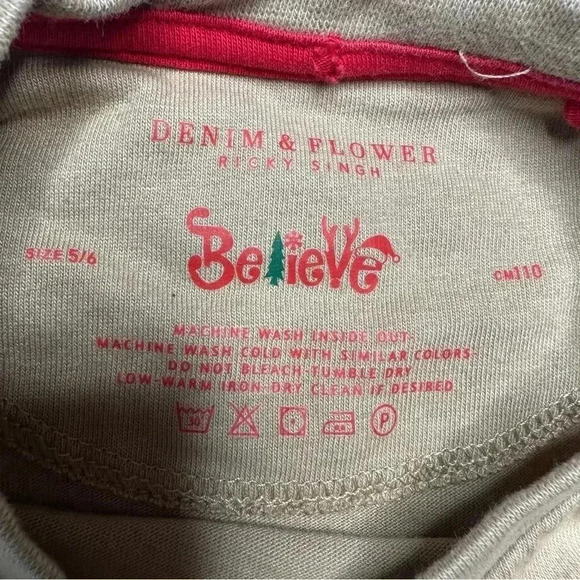 DENIM & FLOWER
RICKY SINGH
Believe
SIZE 5/6
CM110
MACHINE WASH INSIDE OUT-
MACHINE WASH COLD WITH SIMILAR COLORS-
DO NOT BLEACH-TUMBLE DRY
LOW-WARM IRON-DRY CLEAN IF DESIRED
30
P